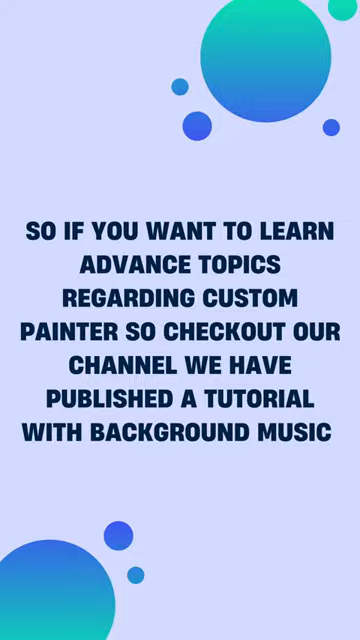 SO IF YOU WANT TO LEARN
ADVANCE TOPICS
REGARDING CUSTOM
PAINTER SO CHECKOUT OUR
CHANNEL WE HAVE
PUBLISHED A TUTORIAL
WITH BACKGROUND MUSIC